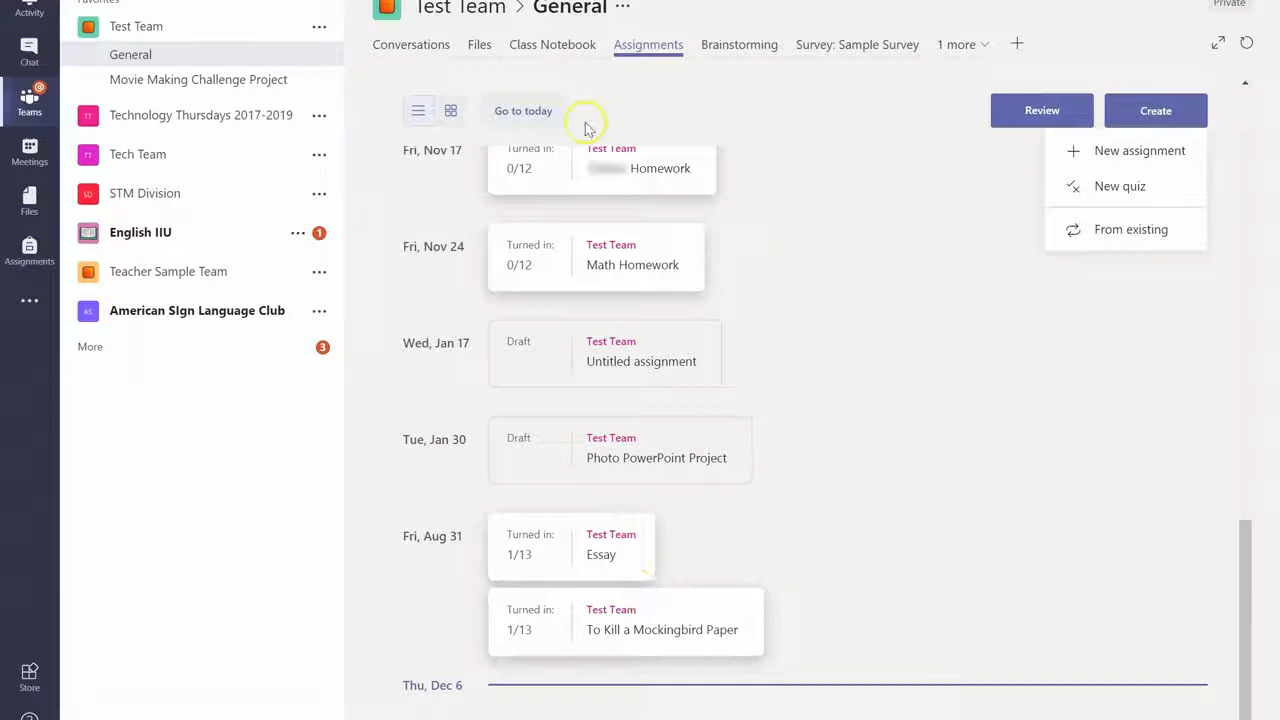 Activity
Chat
Teams
Meetings
Files
Assignments
Store
Favorites
Test Team
General
Movie Making Challenge Project
TT Technology Thursdays 2017-2019
TT Tech Team
SD STM Division
English IIU 1
Teacher Sample Team
AS American SIgn Language Club
More 3
Test Team > General ...
Private
Conversations Files Class Notebook Assignments Brainstorming Survey: Sample Survey 1 more +
Go to today
Review
Create
New assignment
New quiz
From existing
Fri, Nov 17
Turned in: Test Team
0/12 Homework
Fri, Nov 24
Turned in: Test Team
0/12 Math Homework
Wed, Jan 17
Draft Test Team
Untitled assignment
Tue, Jan 30
Draft Test Team
Photo PowerPoint Project
Fri, Aug 31
Turned in: Test Team
1/13 Essay
Turned in: Test Team
1/13 To Kill a Mockingbird Paper
Thu, Dec 6